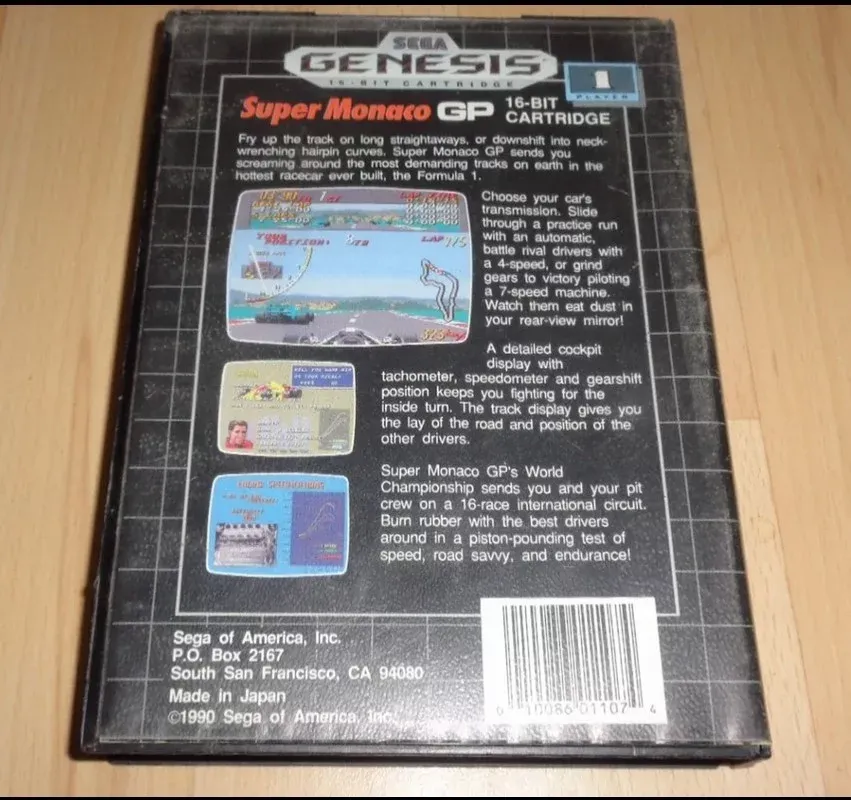 SEGA
GENESIS
16-BIT CARTRIDGE
1
PLAYER
Super Monaco GP 16-BIT
CARTRIDGE
Fry up the track on long straightaways, or downshift into neck-
wrenching hairpin curves. Super Monaco GP sends you
screaming around the most demanding tracks on earth in the
hottest racecar ever built, the Formula 1.
Choose your car's
transmission. Slide
through a practice run
with an automatic,
battle rival drivers with
a 4-speed, or grind
gears to victory piloting
a 7-speed machine.
Watch them eat dust in
your rear-view mirror!
YOUR
POSITION:
LAP
A detailed cockpit
display with
tachometer, speedometer and gearshift
position keeps you fighting for the
inside turn. The track display gives you
the lay of the road and position of the
other drivers.
Super Monaco GP's World
Championship sends you and your pit
crew on a 16-race international circuit.
Burn rubber with the best drivers
around in a piston-pounding test of
speed, road savvy, and endurance!
Sega of America, Inc.
P.O. Box 2167
South San Francisco, CA 94080
Made in Japan
©1990 Sega of America, Inc.
0 10086 01107 4